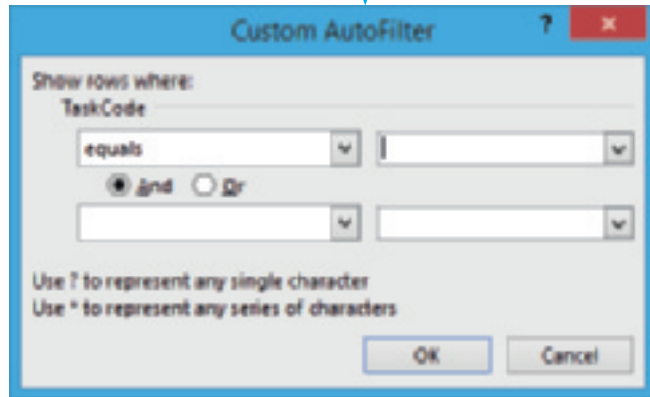 Custom AutoFilter ?
Show rows where:
TaskCode
equals
And Or
Use ? to represent any single character
Use * to represent any series of characters
OK Cancel